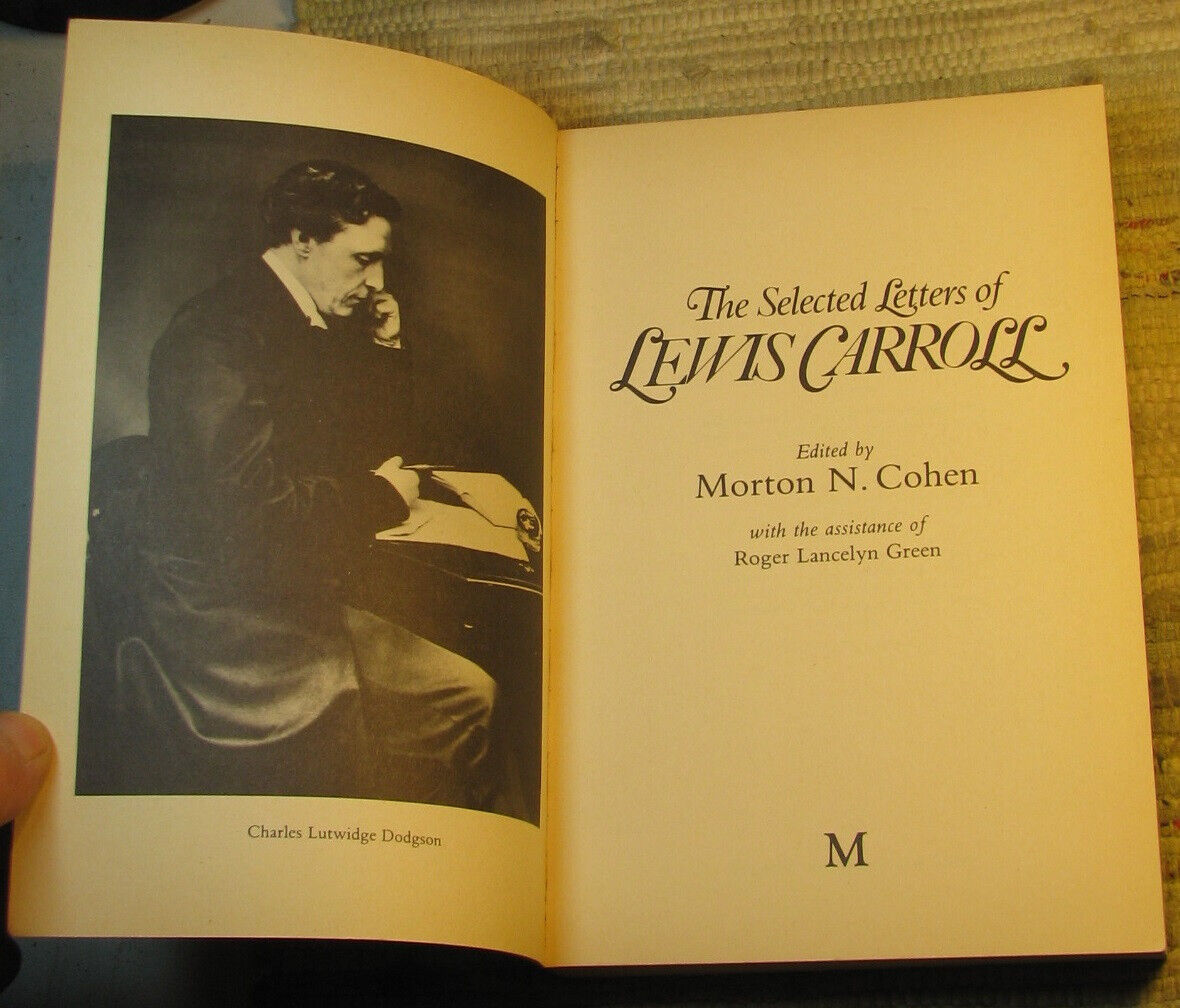 Charles Lutwidge Dodgson
The Selected Letters of
LEWIS CARROLL
Edited by
Morton N. Cohen
with the assistance of
Roger Lancelyn Green
M